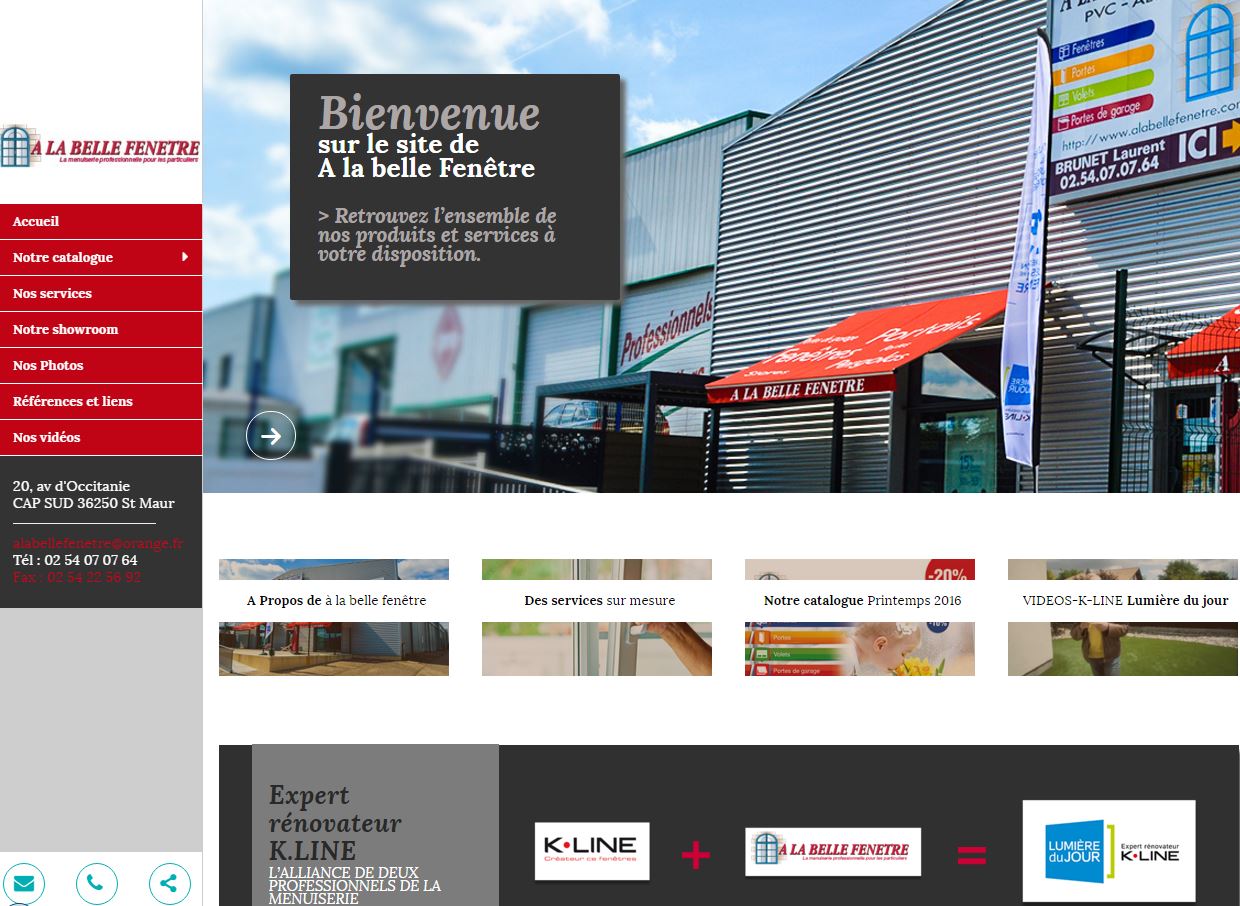 A LA BELLE FENETRE
La menuiserie professionnelle pour les particuliers
Accueil
Notre catalogue
Nos services
Notre showroom
Nos Photos
Références et liens
Nos vidéos
20, av d'Occitanie
CAP SUD 36250 St Maur
alabellefenetre@orange.fr
Tél : 02 54 07 07 64
Fax : 02 54 22 56 92
Bienvenue
sur le site de
A la belle Fenêtre
> Retrouvez l'ensemble de
nos produits et services à
votre disposition.
PVC - 
Fenêtres
Portes
Volets
Portes de garage
http://www.alabellefenetre.co
BRUNET Laurent
02.54.07.07.64
ICI
Professionnels
Portails
Fenêtres
Pergolas
Stores
A LA BELLE FENETRE
LUMIÈRE
DU JOUR
K-LINE
A Propos de à la belle fenêtre
Des services sur mesure
-20%
Notre catalogue Printemps 2016
Portes
Volets
Portes de garage
VIDEOS-K-LINE Lumière du jour
Expert
rénovateur
K.LINE
L'ALLIANCE DE DEUX
PROFESSIONNELS DE LA
MENUISERIE
K•LINE
Créateur de fenêtres
+
A LA BELLE FENETRE
La menuiserie professionnelle pour les particuliers
=
LUMIÈRE
duJOUR
Expert rénovateur
K•LINE